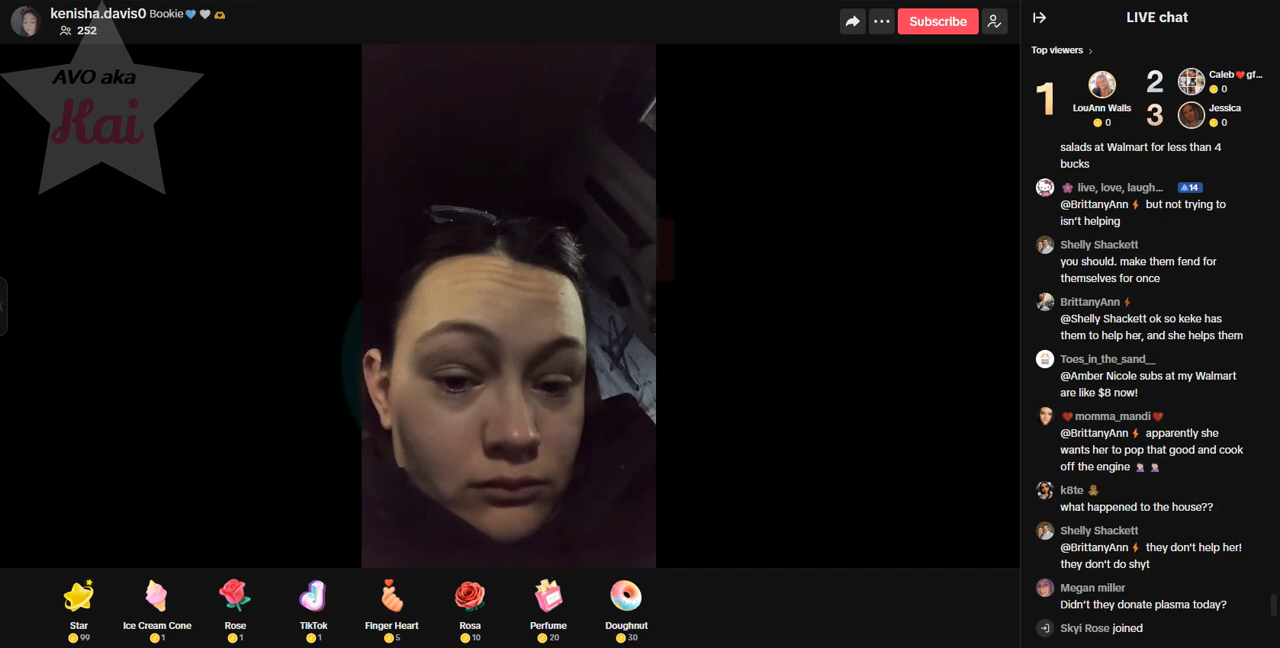 kenisha.davis0 Bookie💙🤍🫶
252
Subscribe
AVO aka
Kai
LIVE chat
Top viewers
1
LouAnn Walls
0
2
Caleb❤️gf...
0
3
Jessica
0
salads at Walmart for less than 4
bucks
🌸 live, love, laugh... 14
@BrittanyAnn⚡ but not trying to
isn't helping
Shelly Shackett
you should. make them fend for
themselves for once
BrittanyAnn⚡
@Shelly Shackett ok so keke has
them to help her, and she helps them
Toes_in_the_sand__
@Amber Nicole subs at my Walmart
are like $8 now!
❤️momma_mandi❤️
@BrittanyAnn⚡ apparently she
wants her to pop that good and cook
off the engine 🤦🏼‍♀️ 🤦🏼‍♀️
k8te 🧸
what happened to the house??
Shelly Shackett
@BrittanyAnn⚡ they don't help her!
they don't do shyt
Megan miller
Didn't they donate plasma today?
Skyi Rose joined
Star
99
Ice Cream Cone
1
Rose
1
TikTok
1
Finger Heart
5
Rosa
10
Perfume
20
Doughnut
30